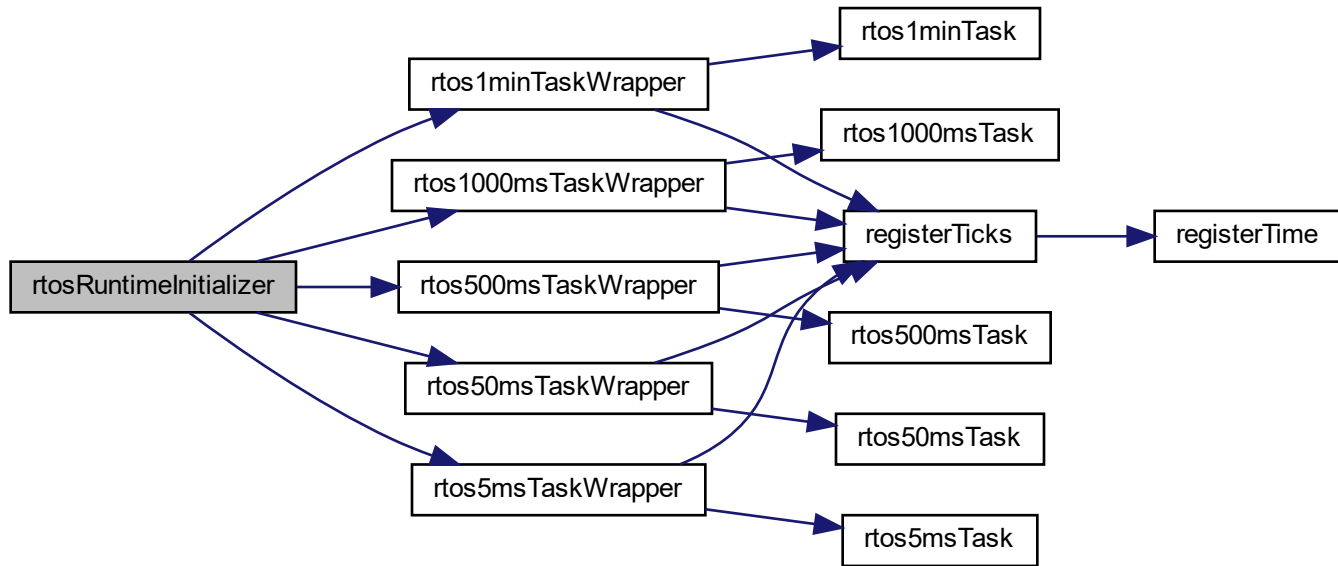 rtosRuntimeInitializer
rtos1minTaskWrapper
rtos1000msTaskWrapper
rtos500msTaskWrapper
rtos50msTaskWrapper
rtos5msTaskWrapper
rtos1minTask
rtos1000msTask
registerTicks
rtos500msTask
rtos50msTask
rtos5msTask
registerTime